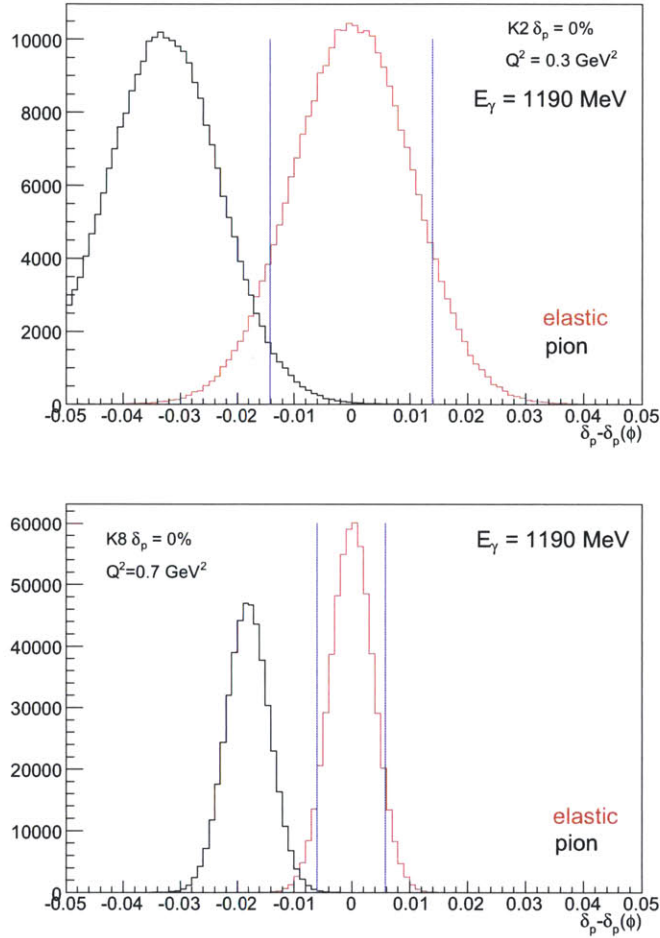 10000
8000
6000
4000
2000
0
K2 δp = 0%
Q² = 0.3 GeV²
Eγ = 1190 MeV
elastic
pion
-0.05 -0.04 -0.03 -0.02 -0.01 0 0.01 0.02 0.03 0.04 0.05
δp-δp(ϕ)
60000
50000
40000
30000
20000
10000
0
K8 δp = 0%
Q²=0.7 GeV²
Eγ = 1190 MeV
elastic
pion
-0.05 -0.04 -0.03 -0.02 -0.01 0 0.01 0.02 0.03 0.04 0.05
δp-δp(ϕ)